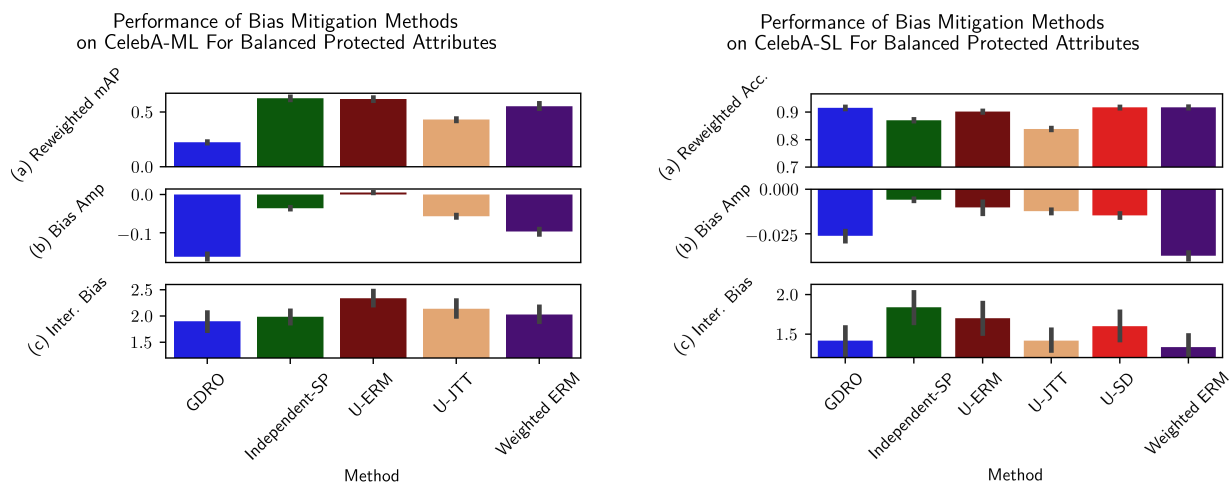 Performance of Bias Mitigation Methods
on CelebA-ML For Balanced Protected Attributes
(a) Reweighted mAP
0.5
0.0
(b) Bias Amp
0.0
−0.1
(c) Inter. Bias
2.5
2.0
1.5
GDRO
Independent-SP
U-ERM
U-JTT
Weighted ERM
Method
Performance of Bias Mitigation Methods
on CelebA-SL For Balanced Protected Attributes
(a) Reweighted Acc.
0.9
0.8
0.7
(b) Bias Amp
0.000
−0.025
(c) Inter. Bias
2.0
1.5
GDRO
Independent-SP
U-ERM
U-JTT
U-SD
Weighted ERM
Method